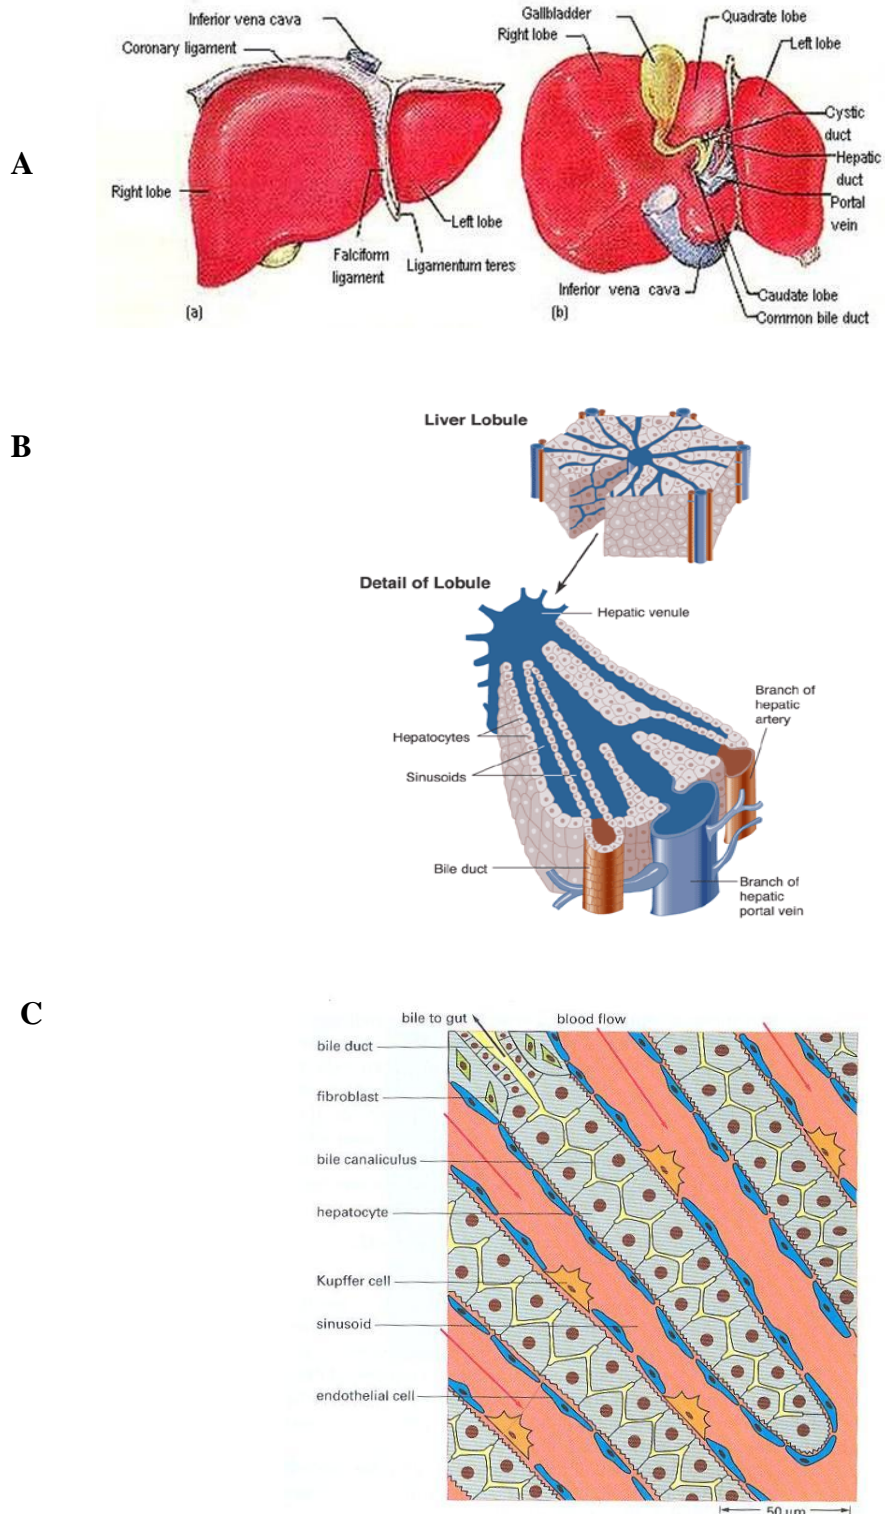 A
Inferior vena cava
Coronary ligament
Right lobe
Left lobe
Falciform
ligament
Ligamentum teres
(a)
Gallbladder
Right lobe
Quadrate lobe
Left lobe
Cystic
duct
Hepatic
duct
Portal
vein
Inferior vena cava
Caudate lobe
Common bile duct
(b)
B
Liver Lobule
Detail of Lobule
Hepatic venule
Branch of
hepatic
artery
Hepatocytes
Sinusoids
Bile duct
Branch of
hepatic
portal vein
C
bile to gut
blood flow
bile duct
fibroblast
bile canaliculus
hepatocyte
Kupffer cell
sinusoid
endothelial cell
50 µm